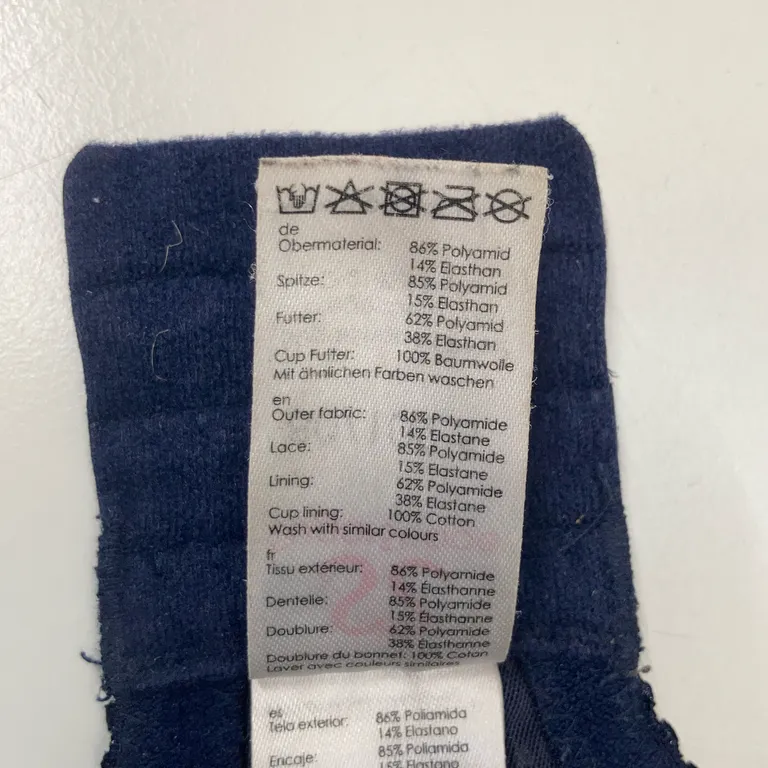 de
Obermaterial: 86% Polyamid
14% Elasthan
Spitze: 85% Polyamid
15% Elasthan
Futter: 62% Polyamid
38% Elasthan
Cup Futter: 100% Baumwolle
Mit ähnlichen Farben waschen
en
Outer fabric: 86% Polyamide
14% Elastane
Lace: 85% Polyamide
15% Elastane
Lining: 62% Polyamide
38% Elastane
Cup lining: 100% Cotton
Wash with similar colours
fr
Tissu extérieur: 86% Polyamide
14% Élasthanne
Dentelle: 85% Polyamide
15% Élasthanne
Doublure: 62% Polyamide
38% Élasthanne
Doublure du bonnet: 100% Coton
Laver avec couleurs similaires
es
Tela exterior: 86% Poliamida
14% Elastano
Encaje: 85% Poliamida
15% Elastano